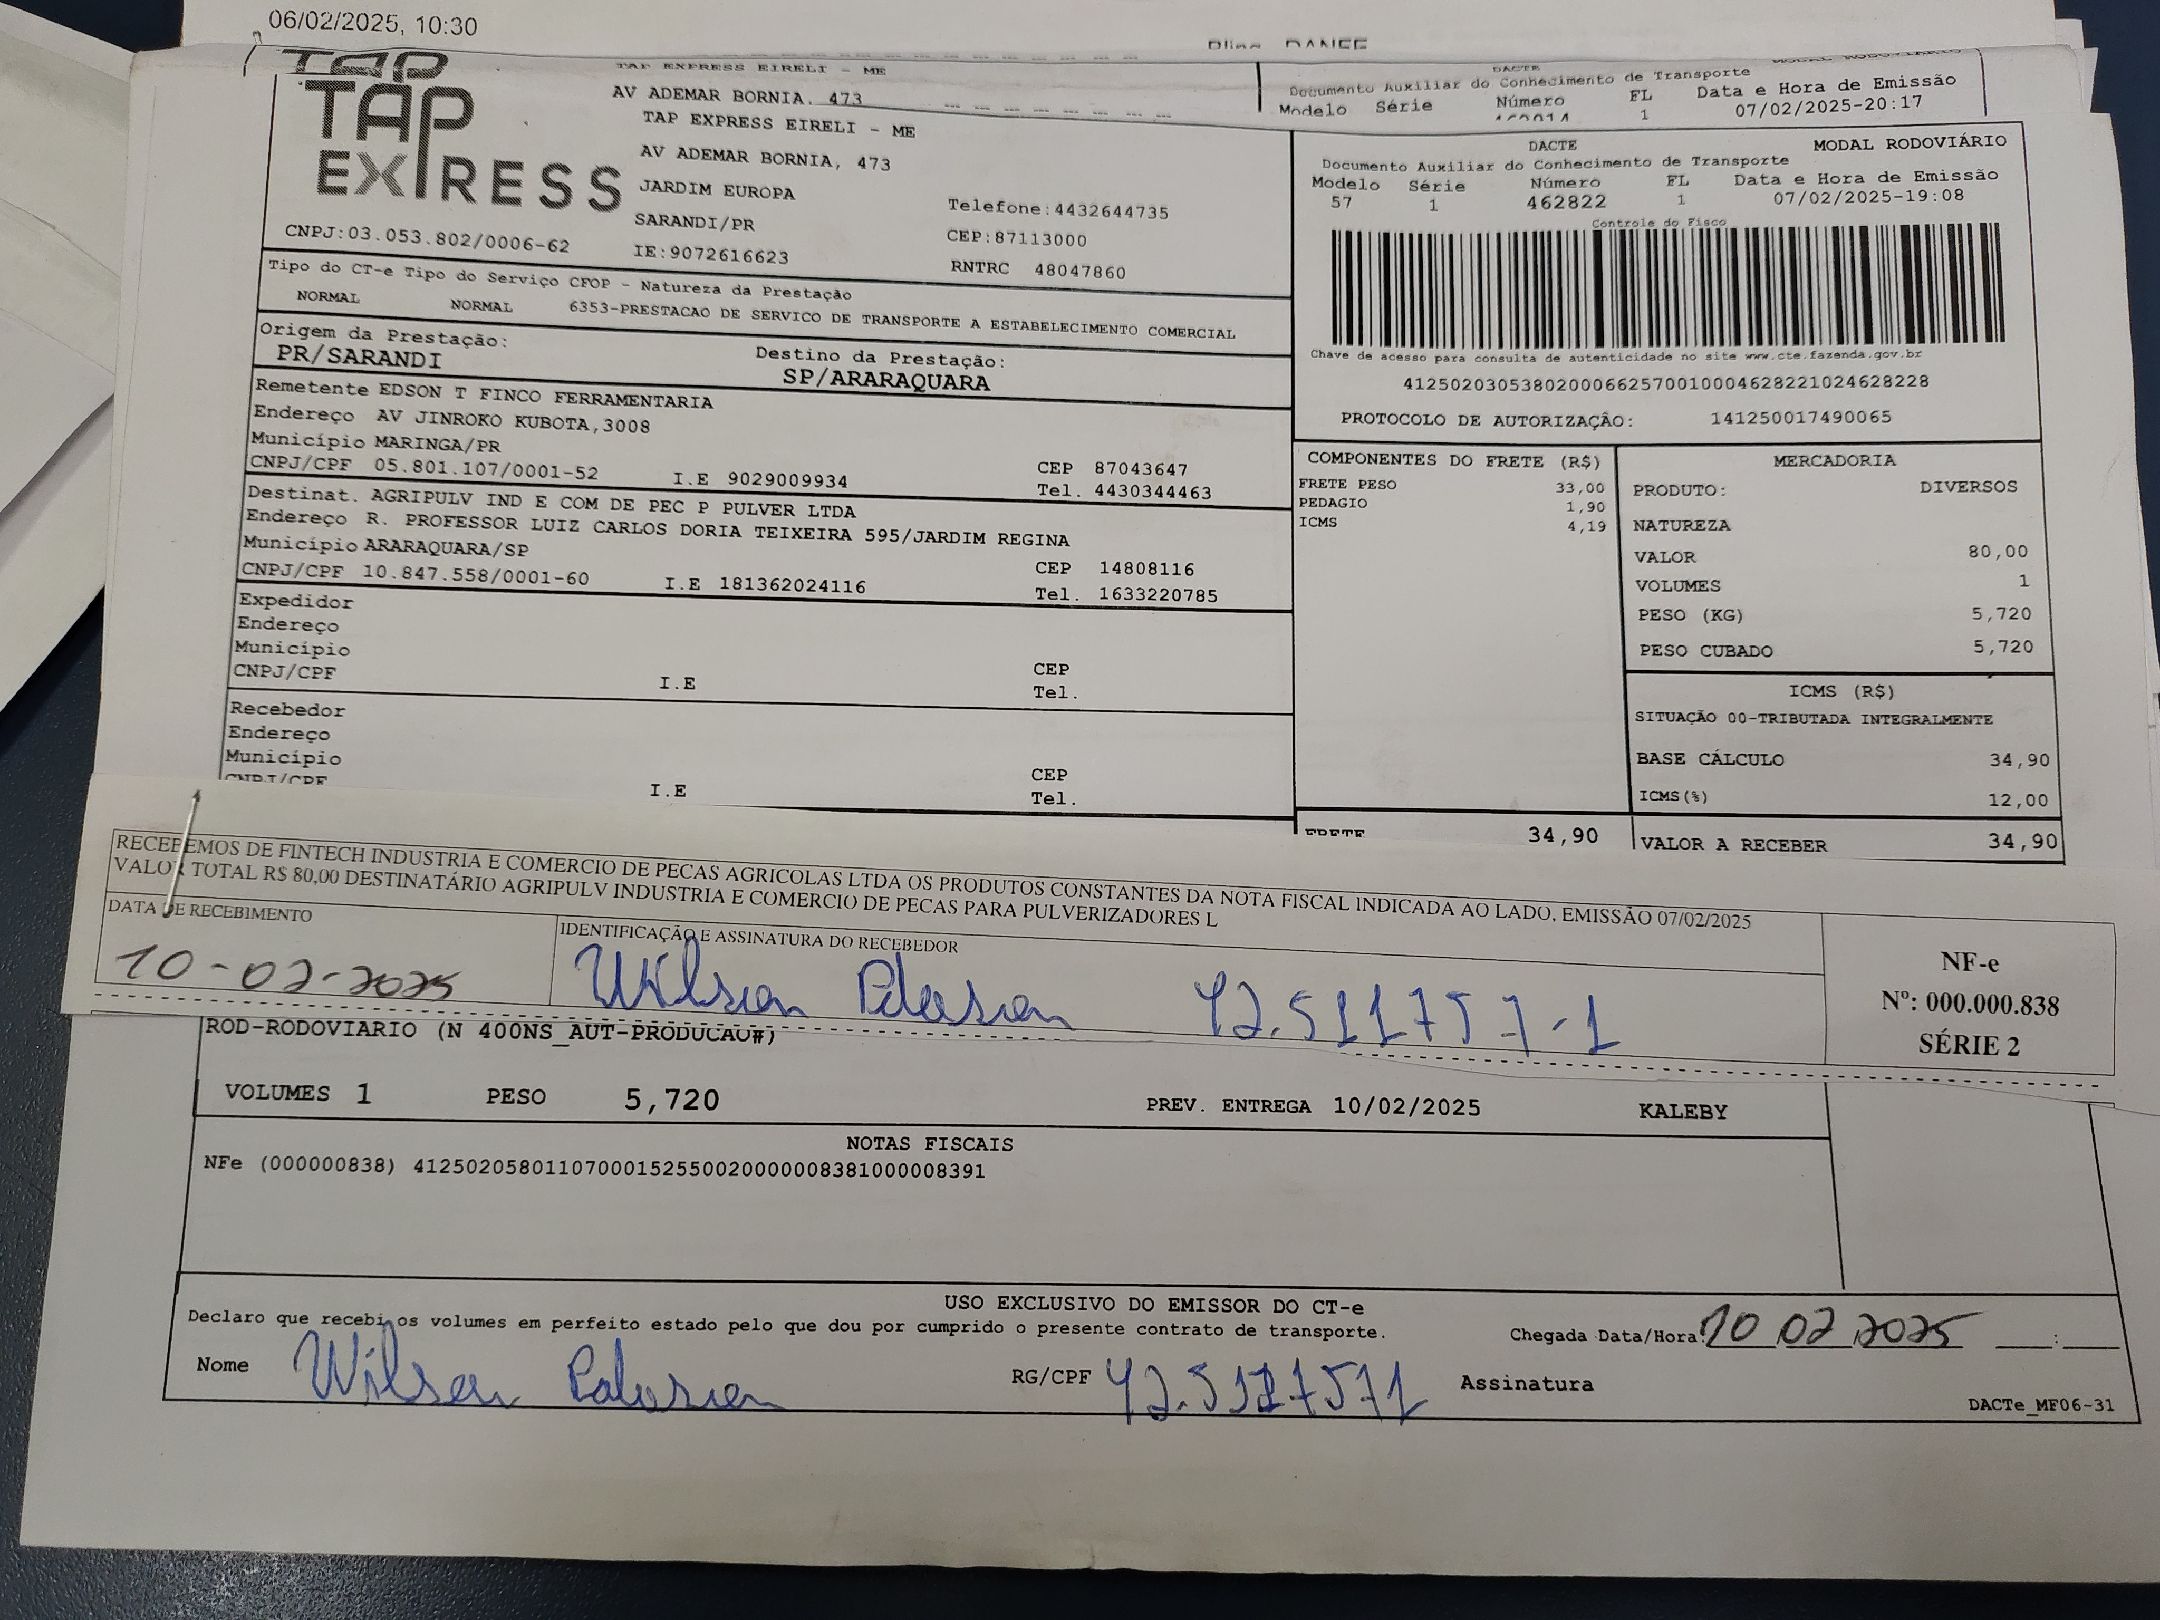 06/02/2025, 10:30
TAP
TAP EXPRESS EIRELI - ME
AV ADEMAR BORNIA, 473
DACTE
Documento Auxiliar do Conhecimento de Transporte
Modelo Série Número FL Data e Hora de Emissão
1 07/02/2025-20:17
TAP EXPRESS
TAP EXPRESS EIRELI - ME
AV ADEMAR BORNIA, 473
JARDIM EUROPA
SARANDI/PR
Telefone:4432644735
CEP:87113000
CNPJ:03.053.802/0006-62
IE:9072616623
RNTRC 48047860
DACTE MODAL RODOVIÁRIO
Documento Auxiliar do Conhecimento de Transporte
Modelo Série Número FL Data e Hora de Emissão
57 1 462822 1 07/02/2025-19:08
Controle do Fisco
Chave de acesso para consulta de autenticidade no site www.cte.fazenda.gov.br
41250203053802000662570010004628221024628228
PROTOCOLO DE AUTORIZAÇÃO: 141250017490065
Tipo do CT-e Tipo do Serviço CFOP - Natureza da Prestação
NORMAL NORMAL 6353-PRESTACAO DE SERVICO DE TRANSPORTE A ESTABELECIMENTO COMERCIAL
Origem da Prestação: Destino da Prestação:
PR/SARANDI SP/ARARAQUARA
Remetente EDSON T FINCO FERRAMENTARIA
Endereço AV JINROKO KUBOTA,3008
Município MARINGA/PR
CNPJ/CPF 05.801.107/0001-52 I.E 9029009934
CEP 87043647
Tel. 4430344463
Destinat. AGRIPULV IND E COM DE PEC P PULVER LTDA
Endereço R. PROFESSOR LUIZ CARLOS DORIA TEIXEIRA 595/JARDIM REGINA
Município ARARAQUARA/SP
CNPJ/CPF 10.847.558/0001-60 I.E 181362024116
CEP 14808116
Tel. 1633220785
Expedidor
Endereço
Município
CNPJ/CPF I.E
CEP
Tel.
Recebedor
Endereço
Município
CNPJ/CPF I.E
CEP
Tel.
COMPONENTES DO FRETE (R$)
FRETE PESO 33,00
PEDAGIO 1,90
ICMS 4,19
FRETE 34,90
MERCADORIA
PRODUTO: DIVERSOS
NATUREZA
VALOR 80,00
VOLUMES 1
PESO (KG) 5,720
PESO CUBADO 5,720
ICMS (R$)
SITUAÇÃO 00-TRIBUTADA INTEGRALMENTE
BASE CÁLCULO 34,90
ICMS(%) 12,00
VALOR A RECEBER 34,90
RECEBEMOS DE FINTECH INDUSTRIA E COMERCIO DE PECAS AGRICOLAS LTDA OS PRODUTOS CONSTANTES DA NOTA FISCAL INDICADA AO LADO, EMISSÃO 07/02/2025
VALOR TOTAL R$ 80,00 DESTINATÁRIO AGRIPULV INDUSTRIA E COMERCIO DE PECAS PARA PULVERIZADORES L
DATA DE RECEBIMENTO
10-02-2025
IDENTIFICAÇÃO E ASSINATURA DO RECEBEDOR
Wilson 42.511757-1
NF-e
Nº: 000.000.838
SÉRIE 2
ROD-RODOVIARIO (N 400NS_AUT-PRODUCAO#)
VOLUMES 1 PESO 5,720 PREV. ENTREGA 10/02/2025 KALEBY
NOTAS FISCAIS
NFe (000000838) 41250205801107000152550020000008381000008391
USO EXCLUSIVO DO EMISSOR DO CT-e
Declaro que recebi os volumes em perfeito estado pelo que dou por cumprido o presente contrato de transporte.
Chegada Data/Hora: 10 02 2025 :
Nome Wilson RG/CPF Assinatura
DACTe_MF06-31